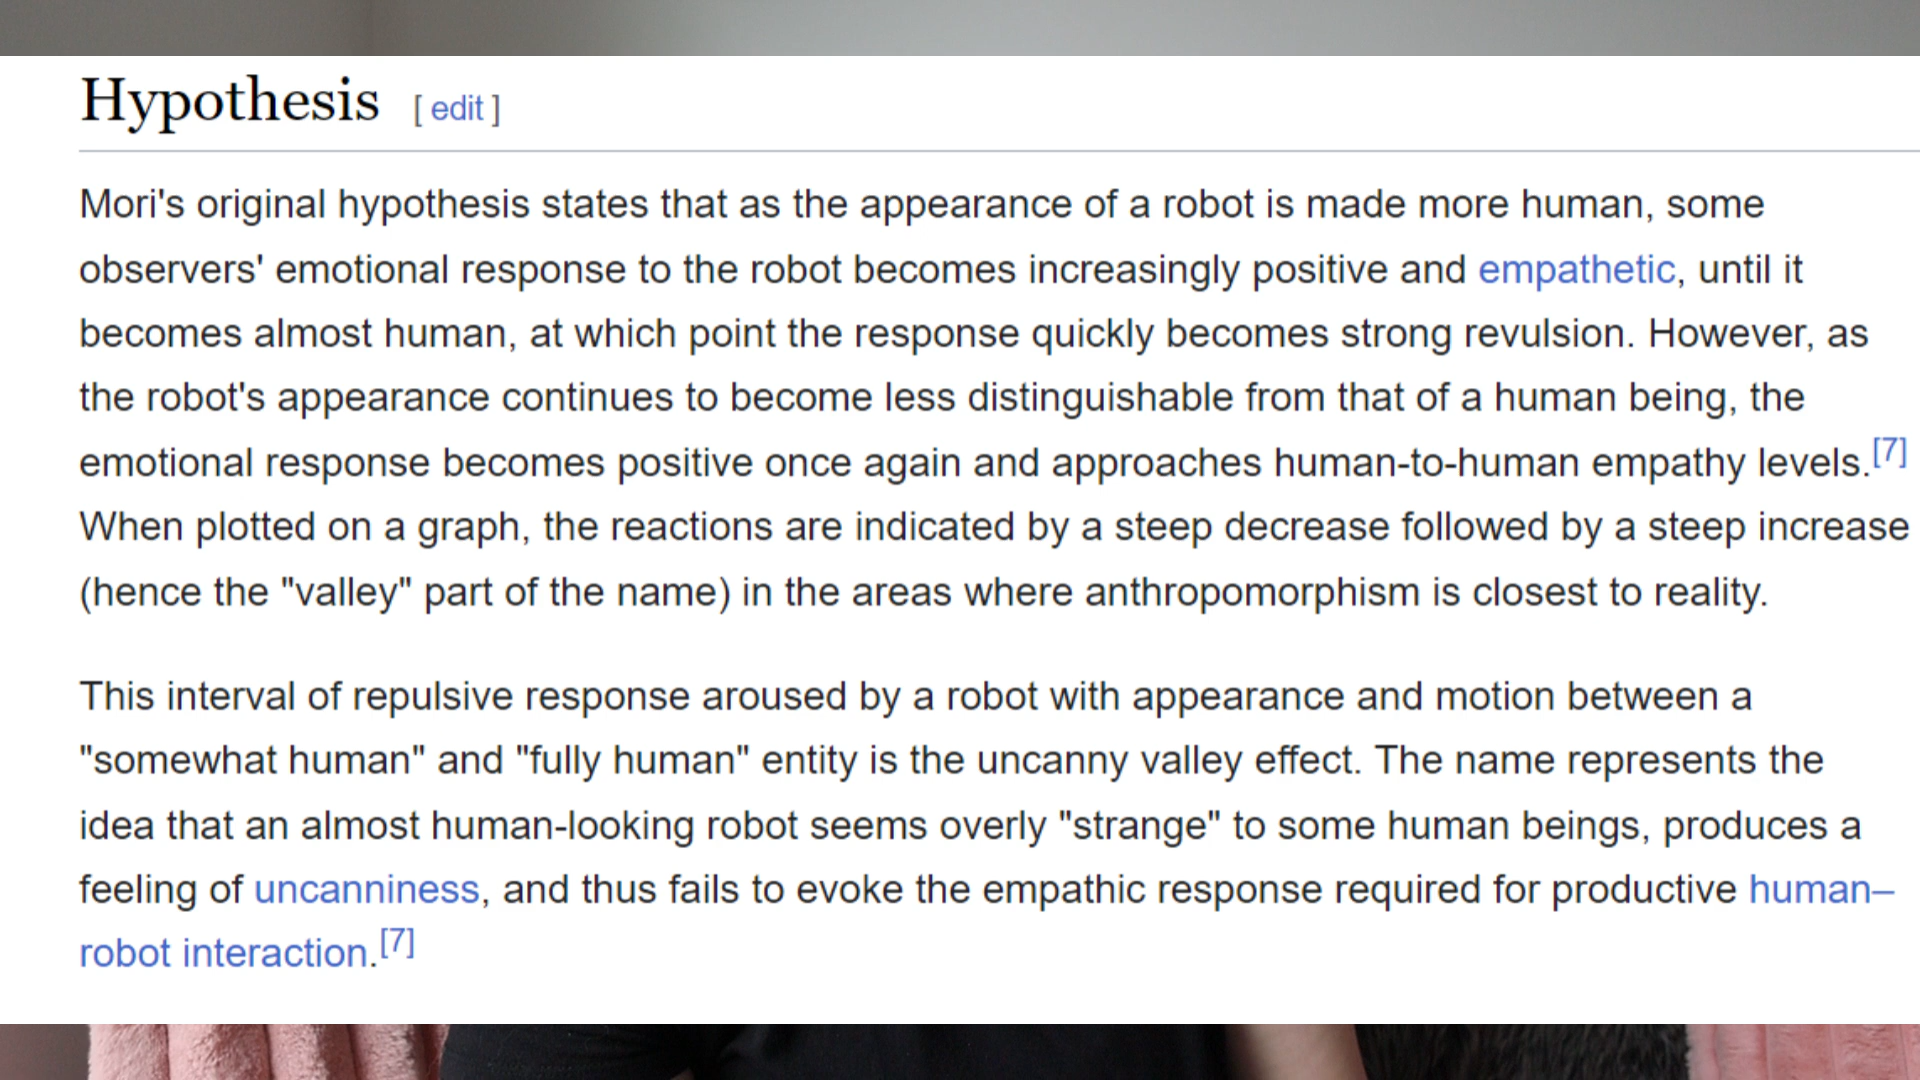 Hypothesis [ edit ]
Mori's original hypothesis states that as the appearance of a robot is made more human, some
observers' emotional response to the robot becomes increasingly positive and empathetic, until it
becomes almost human, at which point the response quickly becomes strong revulsion. However, as
the robot's appearance continues to become less distinguishable from that of a human being, the
emotional response becomes positive once again and approaches human-to-human empathy levels.[7]
When plotted on a graph, the reactions are indicated by a steep decrease followed by a steep increase
(hence the "valley" part of the name) in the areas where anthropomorphism is closest to reality.
This interval of repulsive response aroused by a robot with appearance and motion between a
"somewhat human" and "fully human" entity is the uncanny valley effect. The name represents the
idea that an almost human-looking robot seems overly "strange" to some human beings, produces a
feeling of uncanniness, and thus fails to evoke the empathic response required for productive human–
robot interaction.[7]